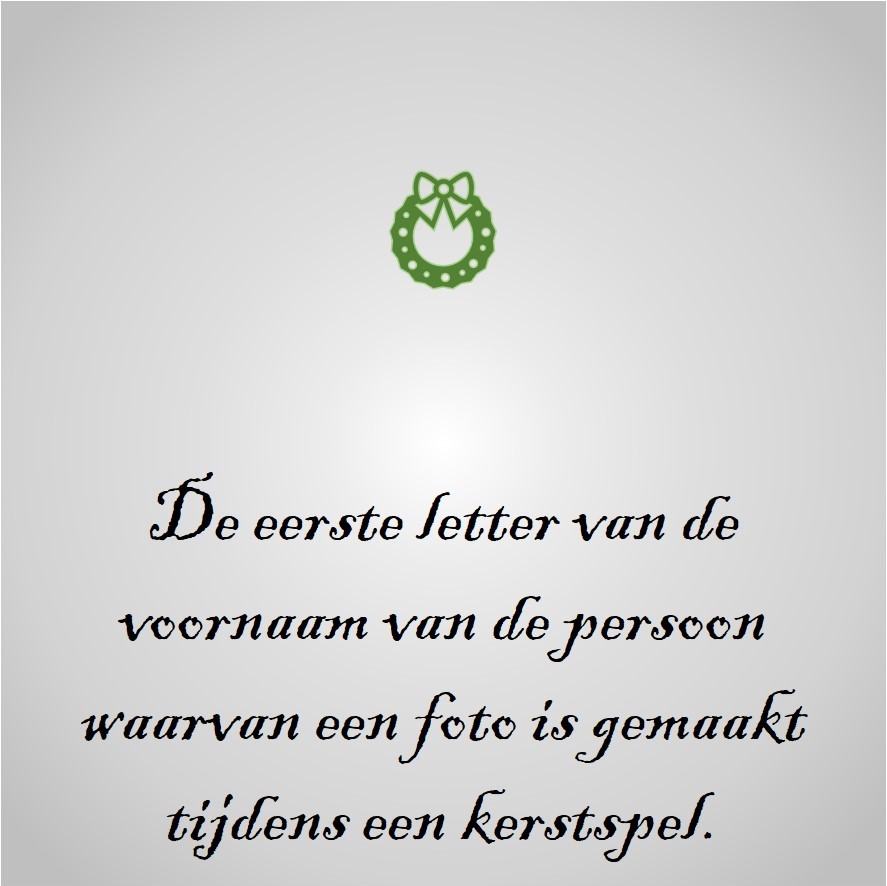 De eerste letter van de
voornaam van de persoon
waarvan een foto is gemaakt
tijdens een kerstspel.